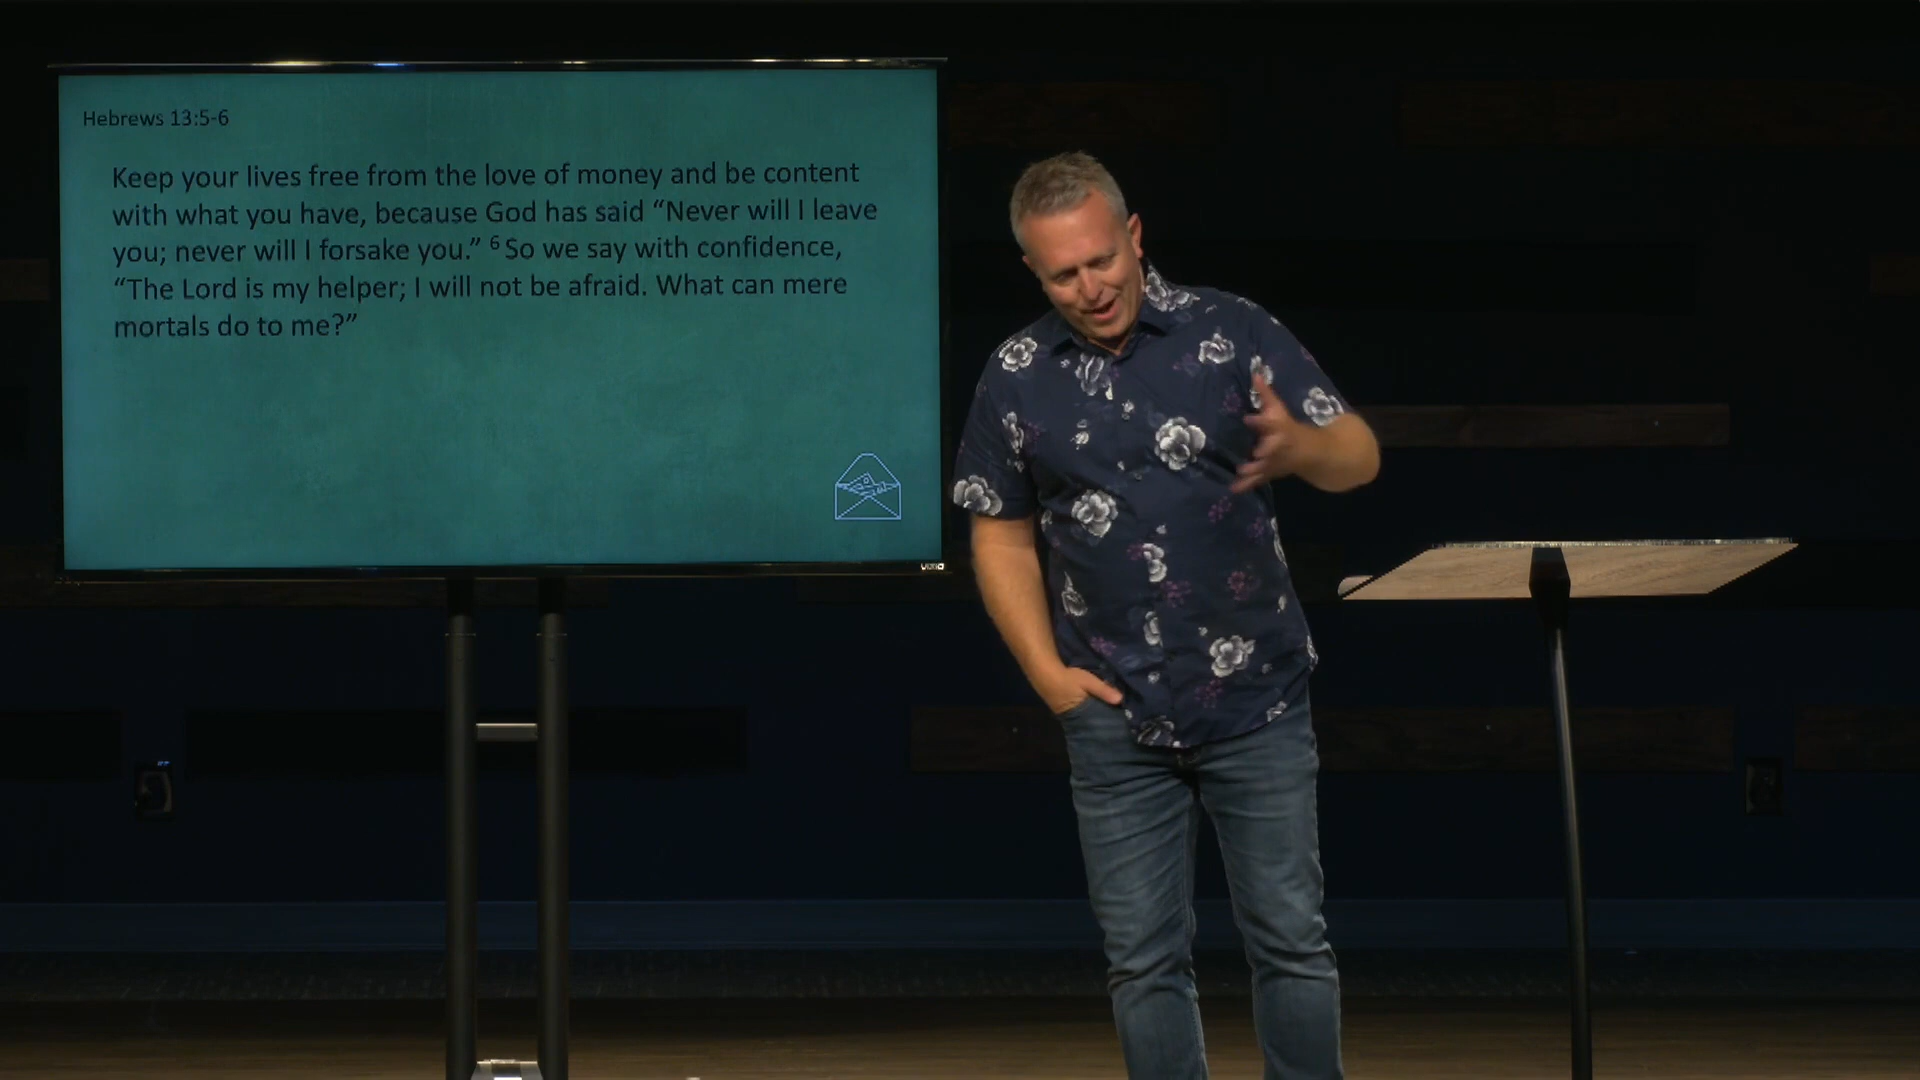 Hebrews 13:5-6
Keep your lives free from the love of money and be content
with what you have, because God has said “Never will I leave
you; never will I forsake you.” ⁶ So we say with confidence,
“The Lord is my helper; I will not be afraid. What can mere
mortals do to me?”
VIZIO